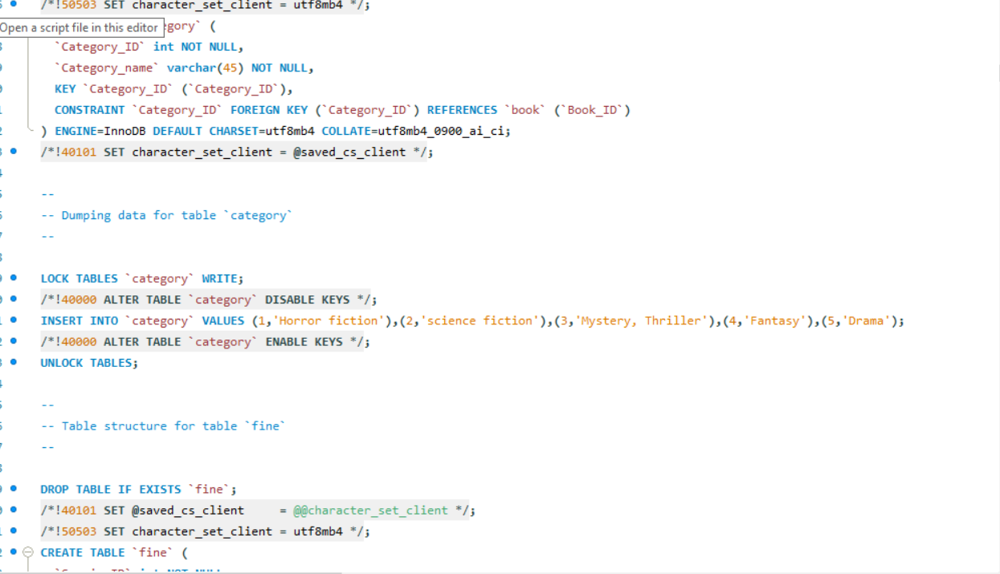 /*!50503 SET character_set_client = utf8mb4 */;
Open a script file in this editor gory` (
`Category_ID` int NOT NULL,
`Category_name` varchar(45) NOT NULL,
KEY `Category_ID` (`Category_ID`),
CONSTRAINT `Category_ID` FOREIGN KEY (`Category_ID`) REFERENCES `book` (`Book_ID`)
) ENGINE=InnoDB DEFAULT CHARSET=utf8mb4 COLLATE=utf8mb4_0900_ai_ci;
/*!40101 SET character_set_client = @saved_cs_client */;
--
-- Dumping data for table `category`
--
LOCK TABLES `category` WRITE;
/*!40000 ALTER TABLE `category` DISABLE KEYS */;
INSERT INTO `category` VALUES (1,'Horror fiction'),(2,'science fiction'),(3,'Mystery, Thriller'),(4,'Fantasy'),(5,'Drama');
/*!40000 ALTER TABLE `category` ENABLE KEYS */;
UNLOCK TABLES;
--
-- Table structure for table `fine`
--
DROP TABLE IF EXISTS `fine`;
/*!40101 SET @saved_cs_client     = @@character_set_client */;
/*!50503 SET character_set_client = utf8mb4 */;
CREATE TABLE `fine` (